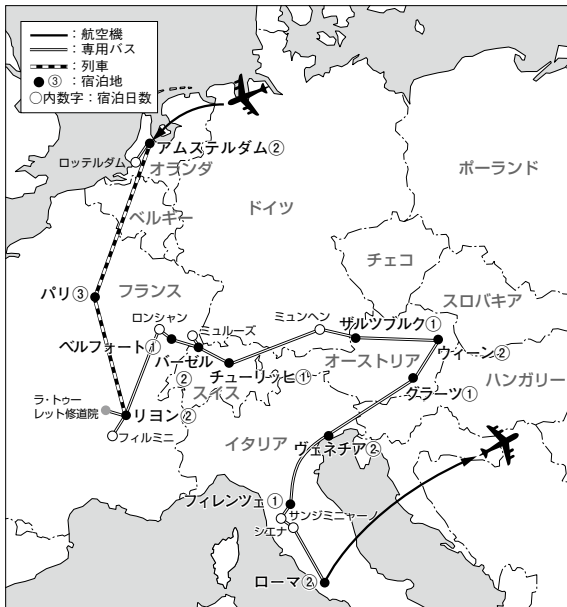 ━━ : 航空機
══ : 専用バス
: 列車
●③ : 宿泊地
○内数字 : 宿泊日数
アムステルダム②
ロッテルダム
オランダ
ポーランド
ベルギー
ドイツ
チェコ
スロバキア
パリ③
フランス
ロンシャン
ミュルーズ
ミュンヘン
ザルツブルク①
ベルフォート①
バーゼル
②
チューリッヒ①
スイス
オーストリア
ウィーン②
ハンガリー
グラーツ①
ラ・トゥー
レット修道院
リヨン②
フィルミニ
イタリア
ヴェネチア②
フィレンツェ①
サンジミニャーノ
シエナ
ローマ②